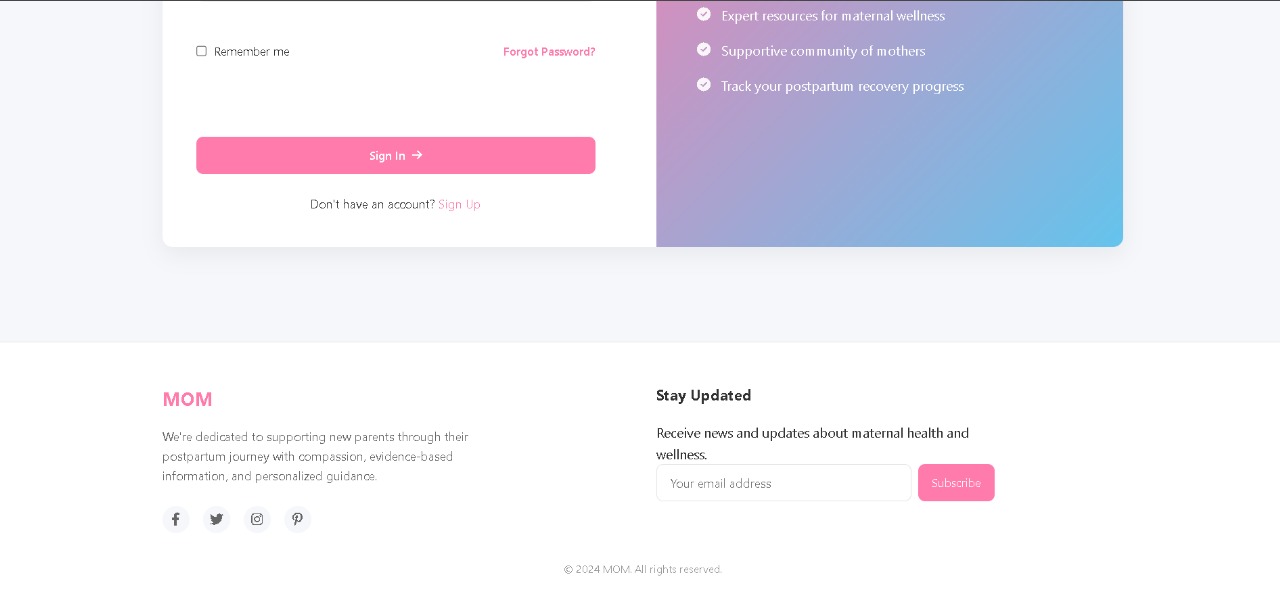 Expert resources for maternal wellness
Remember me
Forgot Password?
Supportive community of mothers
Track your postpartum recovery progress
Sign In
Don't have an account? Sign Up
MOM
We're dedicated to supporting new parents through their
postpartum journey with compassion, evidence-based
information, and personalized guidance.
Stay Updated
Receive news and updates about maternal health and
wellness.
Your email address
Subscribe
© 2024 MOM. All rights reserved.